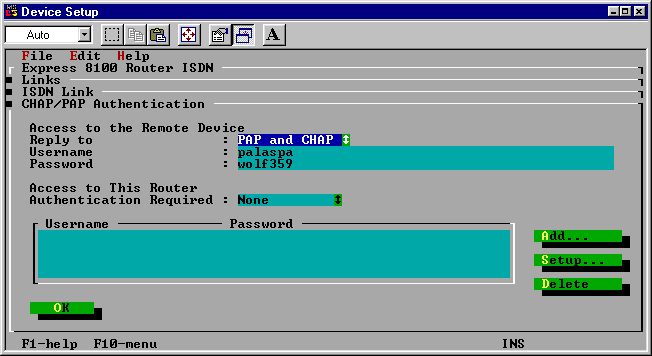 Device Setup
Auto
A
File Edit Help
Express 8100 Router ISDN
Links
ISDN Link
CHAP/PAP Authentication
Access to the Remote Device
Reply to : PAP and CHAP
Username : palaspa
Password : wolf359
Access to This Router
Authentication Required : None
Username Password
Add...
Setup...
Delete
OK
F1-help F10-menu INS